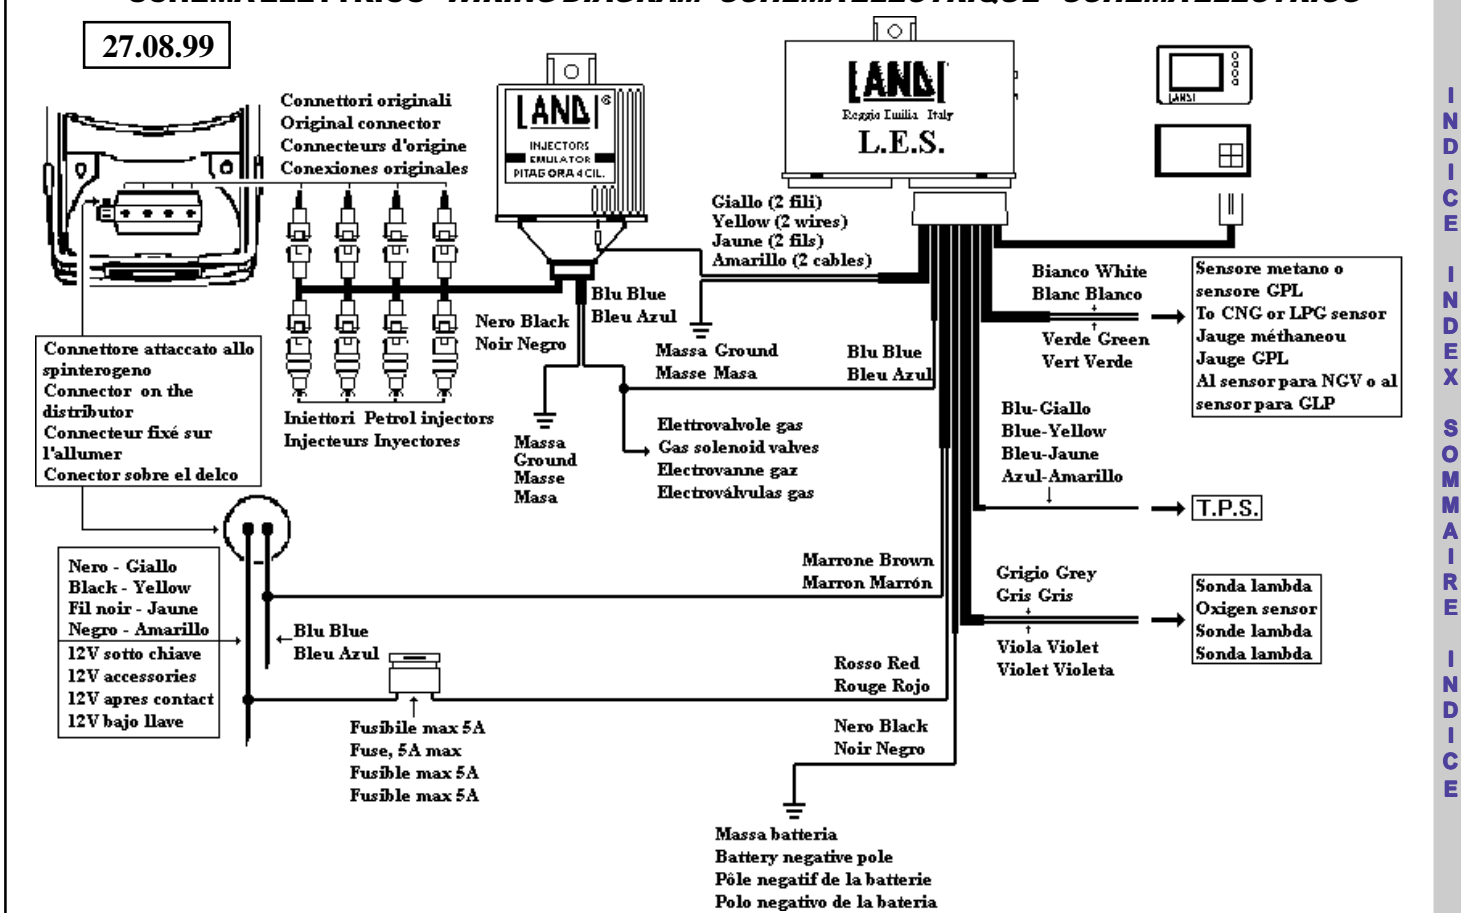 SCHEMA ELETTRICO - WIRING DIAGRAM - SCHEMA ELECTRIQUE - SCHEMA ELECTRICO
27.08.99
Connettori originali
Original connector
Connecteurs d'origine
Conexiones originales
LANDI®
INJECTORS
EMULATOR
PITAGORA 4 CIL.
LANDI
Reggio Emilia Italy
L.E.S.
LANDI
Giallo (2 fili)
Yellow (2 wires)
Jaune (2 fils)
Amarillo (2 cables)
Bianco White
Blanc Blanco
Verde Green
Vert Verde
Sensore metano o
sensore GPL
To CNG or LPG sensor
Jauge méthaneou
Jauge GPL
Al sensor para NGV o al
sensor para GLP
Blu Blue
Bleu Azul
Nero Black
Noir Negro
Massa Ground
Masse Masa
Blu Blue
Bleu Azul
Connettore attaccato allo
spinterogeno
Connector on the
distributor
Connecteur fixé sur
l'allumer
Conector sobre el delco
Iniettori Petrol injectors
Injecteurs Inyectores
Massa
Ground
Masse
Masa
Elettrovalvole gas
Gas solenoid valves
Electrovanne gaz
Electroválvulas gas
Blu-Giallo
Blue-Yellow
Bleu-Jaune
Azul-Amarillo
T.P.S.
Nero - Giallo
Black - Yellow
Fil noir - Jaune
Negro - Amarillo
12V sotto chiave
12V accessories
12V apres contact
12V bajo llave
Blu Blue
Bleu Azul
Marrone Brown
Marron Marrón
Grigio Grey
Gris Gris
Viola Violet
Violet Violeta
Sonda lambda
Oxigen sensor
Sonde lambda
Sonda lambda
Rosso Red
Rouge Rojo
Fusibile max 5A
Fuse, 5A max
Fusible max 5A
Fusible max 5A
Nero Black
Noir Negro
Massa batteria
Battery negative pole
Pôle negatif de la batterie
Polo negativo de la bateria
INDICE INDEX SOMMAIRE INDICE